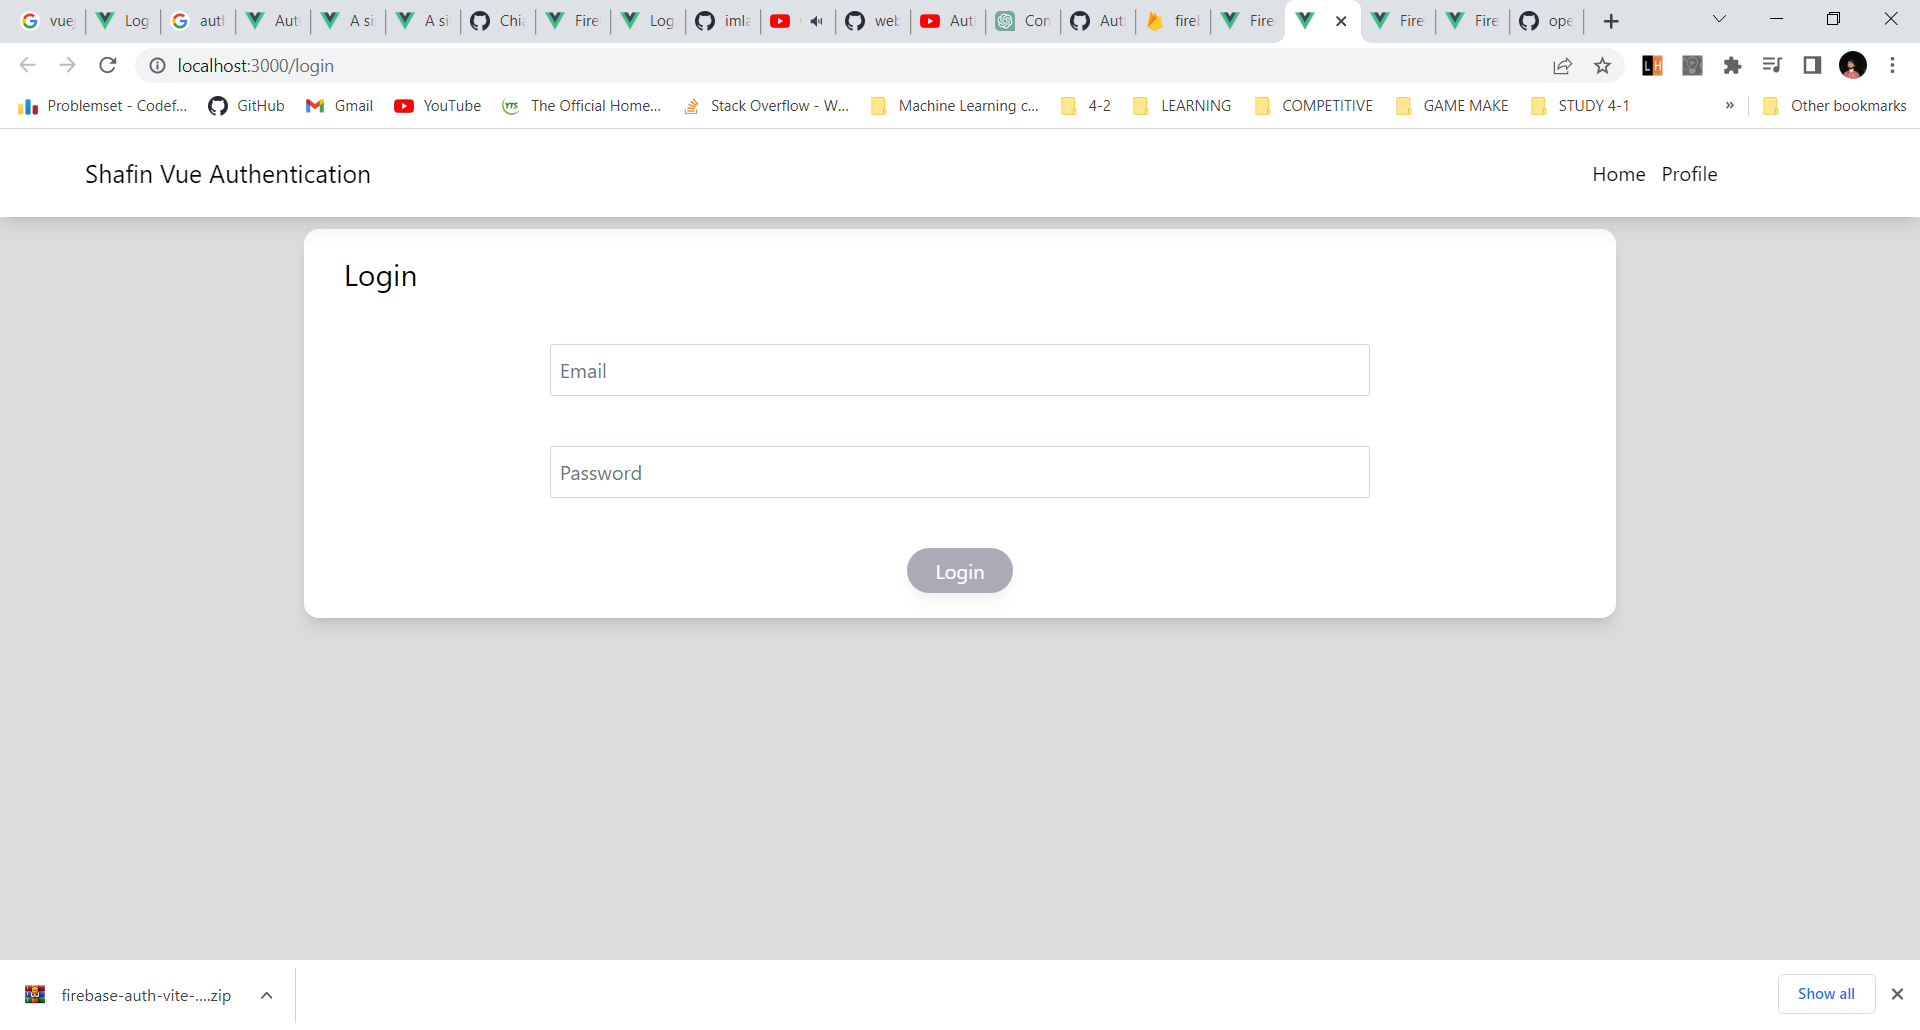 vue Log auth Aut A si A si Chi Fire Log imla web Aut Con Aut fire Fire Fire Fire ope
localhost:3000/login
Problemset - Codef... GitHub Gmail YouTube YTS The Official Home... Stack Overflow - W... Machine Learning c... 4-2 LEARNING COMPETITIVE GAME MAKE STUDY 4-1 » Other bookmarks
Shafin Vue Authentication Home Profile
Login
Email
Password
Login
firebase-auth-vite-....zip Show all